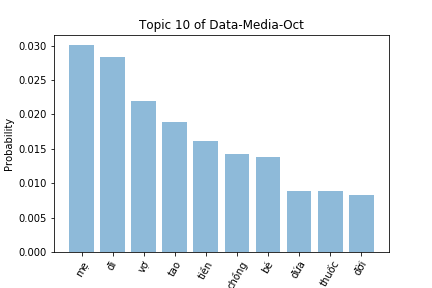 Topic 10 of Data-Media-Oct
0.030
0.025
0.020
0.015
0.010
0.005
0.000
Probability
mẹ
đi
vợ
tao
tiền
chồng
bé
đứa
thuốc
đời